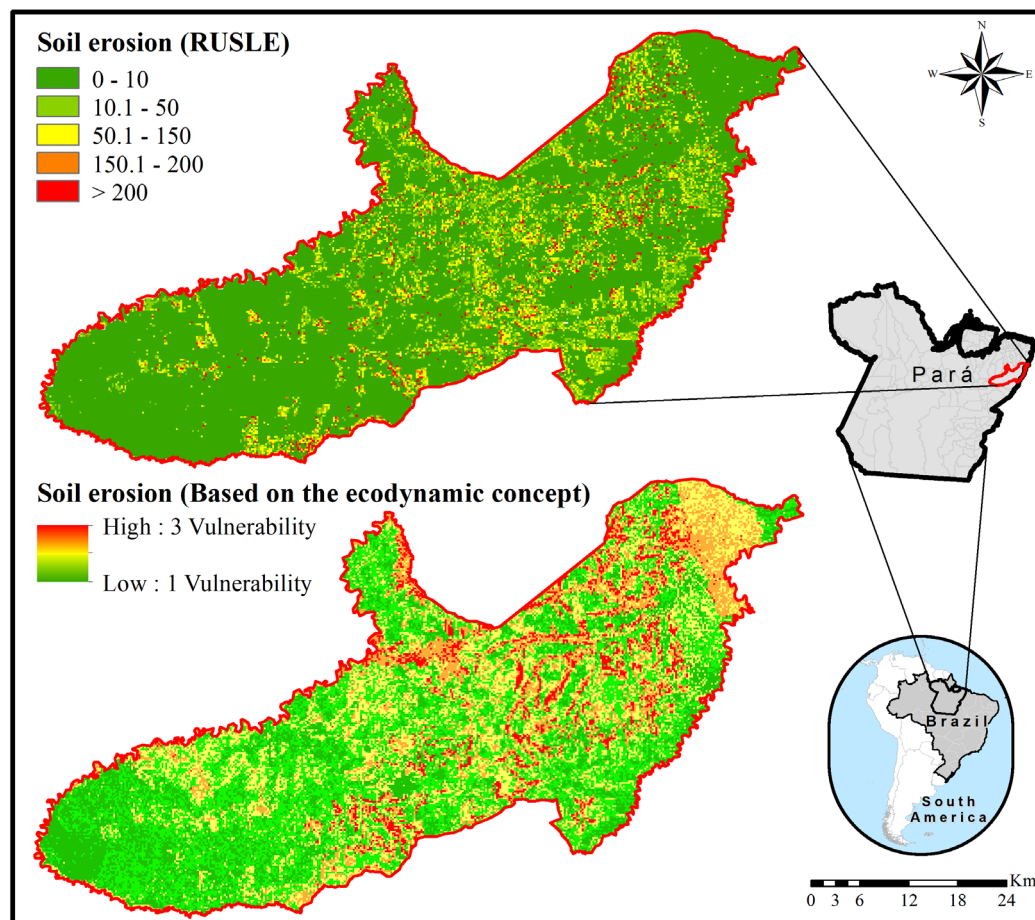 Soil erosion (RUSLE)
0 - 10
10.1 - 50
50.1 - 150
150.1 - 200
> 200
N
W
E
S
Pará
Soil erosion (Based on the ecodynamic concept)
High : 3 Vulnerability
Low : 1 Vulnerability
Brazil
South
America
Km
0 3 6 12 18 24